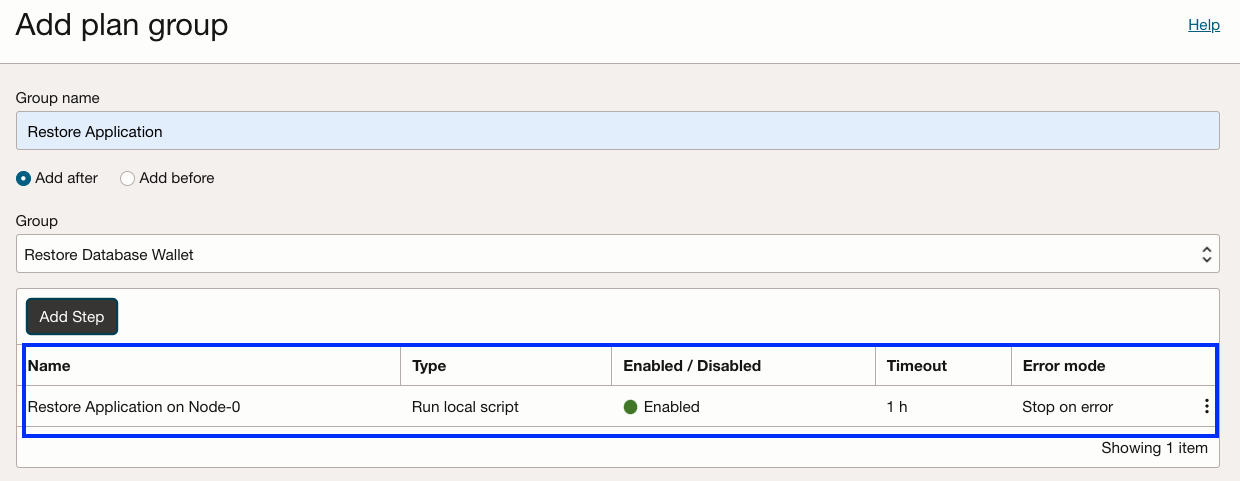 Add plan group
Help
Group name
Restore Application
Add after Add before
Group
Restore Database Wallet
Add Step
Name Type Enabled / Disabled Timeout Error mode
Restore Application on Node-0 Run local script Enabled 1 h Stop on error
Showing 1 item